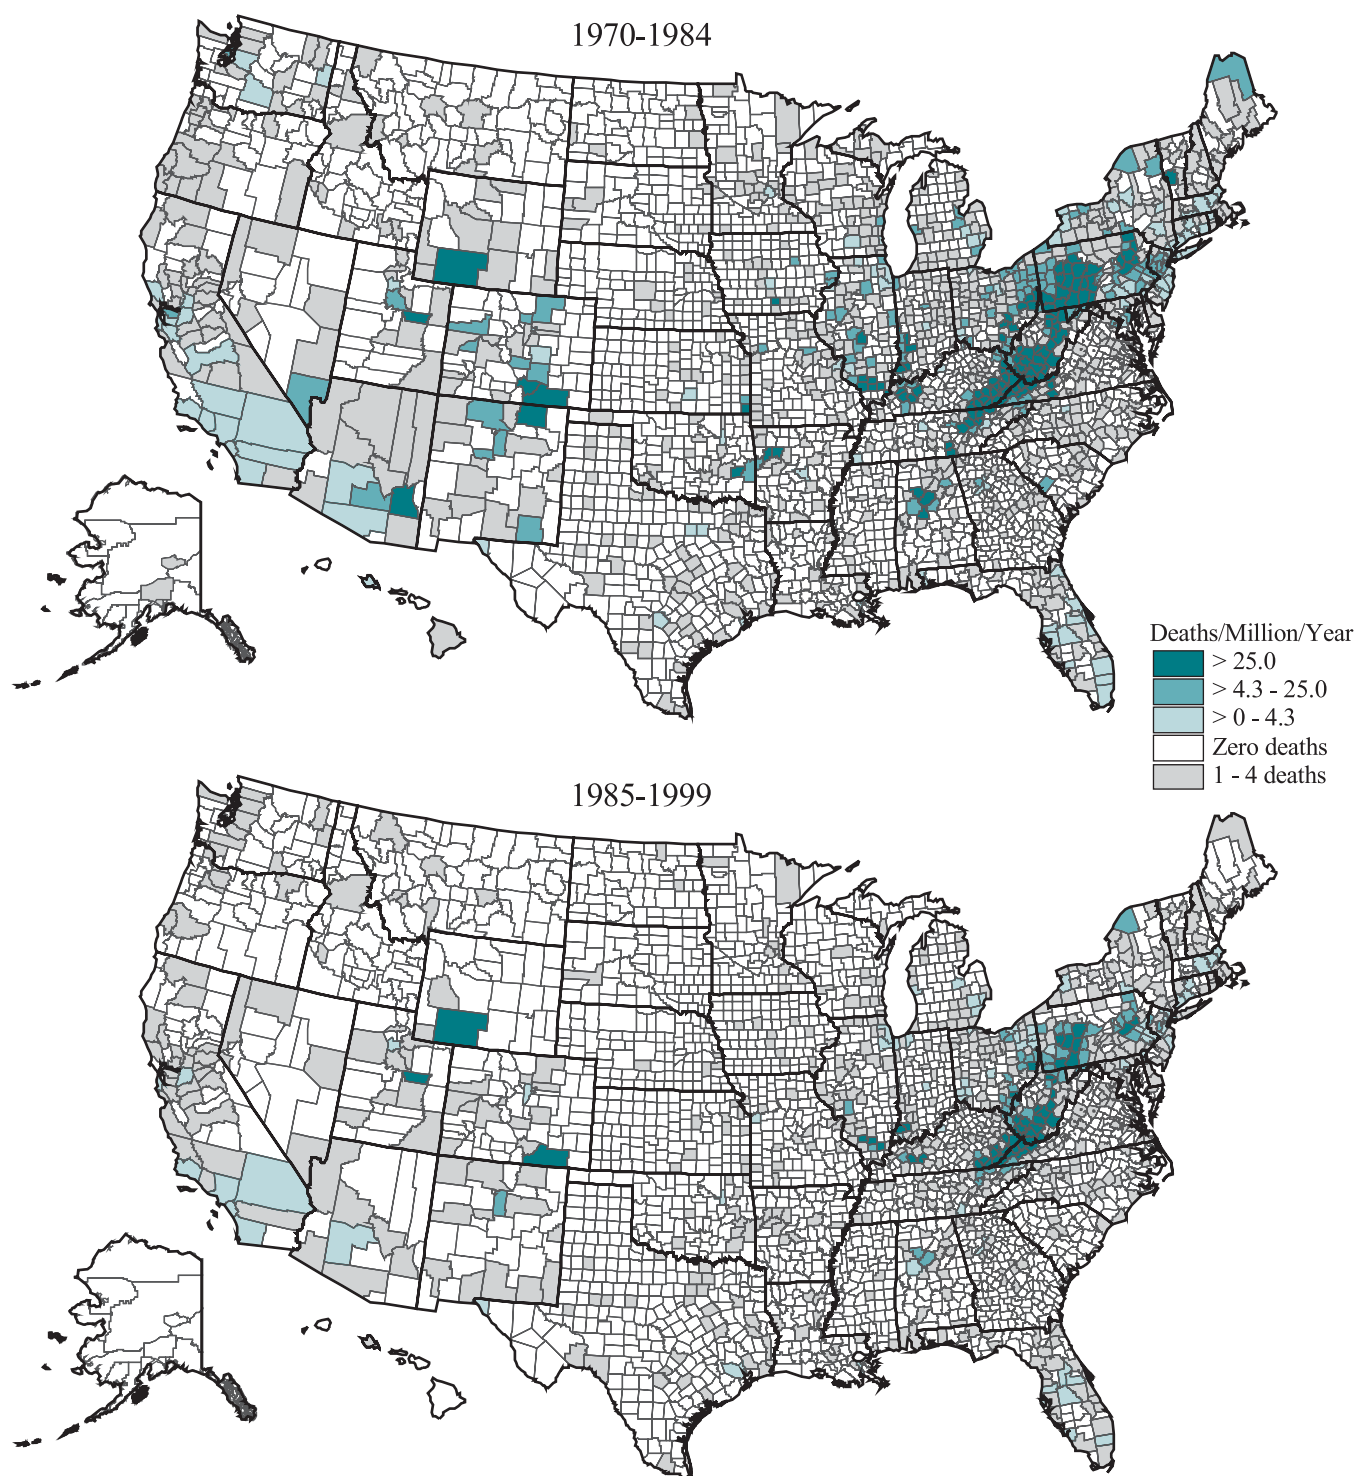 1970-1984
Deaths/Million/Year
> 25.0
> 4.3 - 25.0
> 0 - 4.3
Zero deaths
1 - 4 deaths
1985-1999